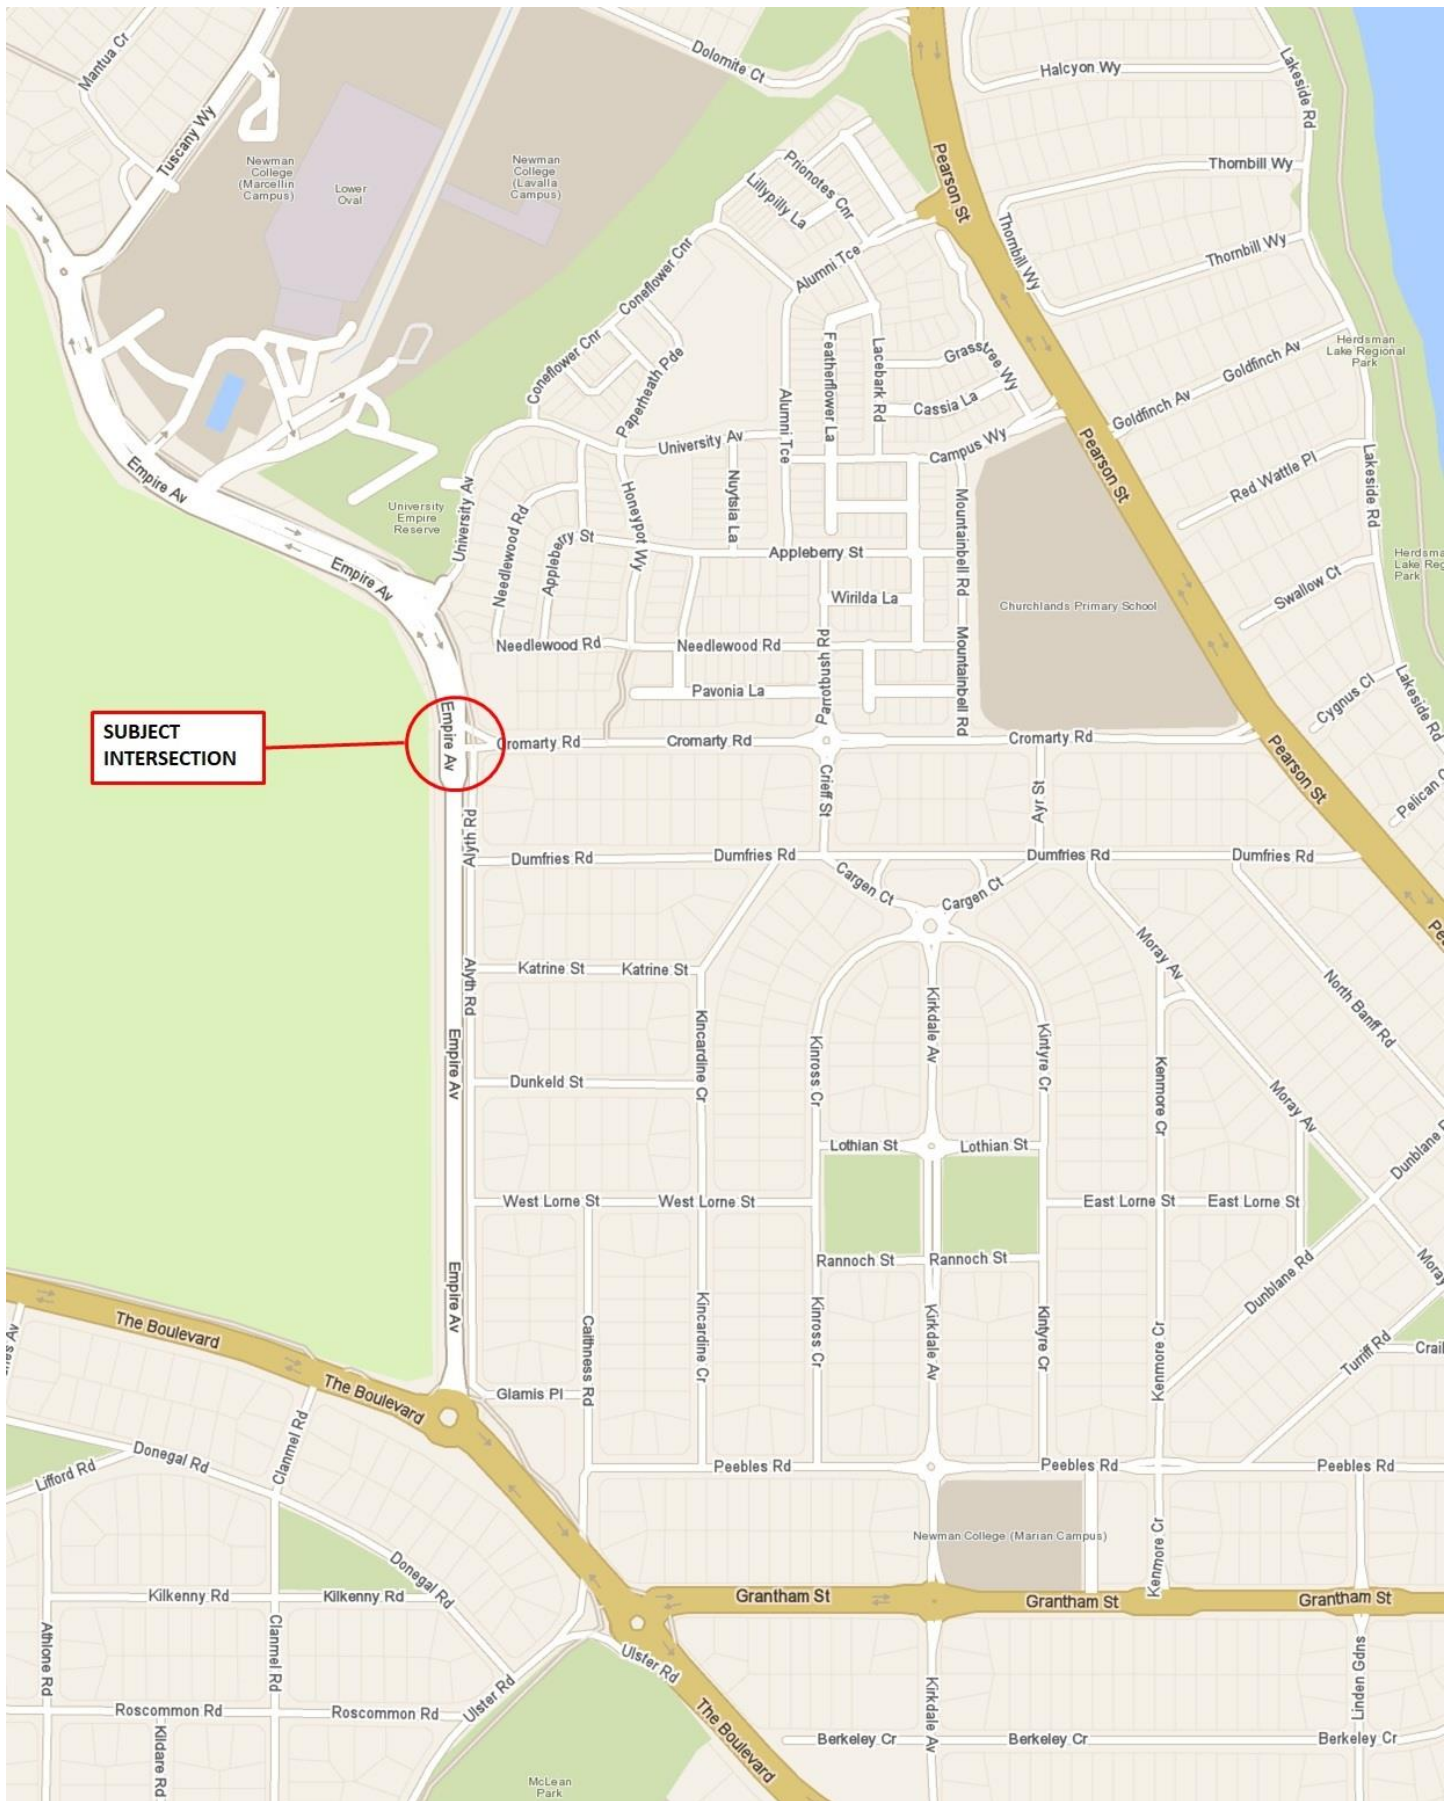 Mantua Cr
Tuscany Wy
Dolomite Ct
Halcyon Wy
Lakeside Rd
Newman
College
(Marcellin
Campus)
Lower
Oval
Newman
College
(Lavalla
Campus)
Prionotes Cnr
Lillypilly La
Pearson St
Thornbill Wy
Thornbill Wy
Thornbill Wy
Coneflower Cnr
Alumni Tce
Coneflower Cnr
Paperheath Pde
Featherflower La
Lacebark Rd
Grasstree Wy
Goldfinch Av
Goldfinch Av
Herdsman
Lake Regional
Park
Cassia La
Alumni Tce
University Av
Campus Wy
Pearson St
Red Wattle Pl
Lakeside Rd
Empire Av
University Av
Nuytsia La
Honeypot Wy
Needlewood Rd
University
Empire
Reserve
Appleberry St
Appleberry St
Mountainbell Rd
Empire Av
Wirilda La
Churchlands Primary School
Swallow Ct
Needlewood Rd
Needlewood Rd
Parrotbush Rd
Mountainbell Rd
Pavonia La
Cygnus Cl
Lakeside Rd
SUBJECT
INTERSECTION
Empire Av
Cromarty Rd
Cromarty Rd
Cromarty Rd
Pearson St
Crieff St
Ayr St
Alyth Rd
Dumfries Rd
Dumfries Rd
Dumfries Rd
Dumfries Rd
Cargen Ct
Cargen Ct
Moray Av
Katrine St
Katrine St
Alyth Rd
Kirkdale Av
North Banff Rd
Kincardine Cr
Kinross Cr
Kintyre Cr
Kenmore Cr
Empire Av
Dunkeld St
Moray Av
Lothian St
Lothian St
West Lorne St
West Lorne St
East Lorne St
East Lorne St
Rannoch St
Rannoch St
Dunblane Rd
Empire Av
The Boulevard
Caithness Rd
Kincardine Cr
Kinross Cr
Kirkdale Av
Kintyre Cr
Kenmore Cr
Turriff Rd
The Boulevard
Glamis Pl
Clanmel Rd
Donegal Rd
Lifford Rd
Peebles Rd
Peebles Rd
Peebles Rd
Newman College (Marian Campus)
Kenmore Cr
Donegal Rd
Kilkenny Rd
Kilkenny Rd
Grantham St
Grantham St
Grantham St
Athlone Rd
Clanmel Rd
Ulster Rd
Ulster Rd
Linden Gdns
Roscommon Rd
Roscommon Rd
Kildare Rd
Kirkdale Av
The Boulevard
Berkeley Cr
Berkeley Cr
Berkeley Cr
McLean
Park